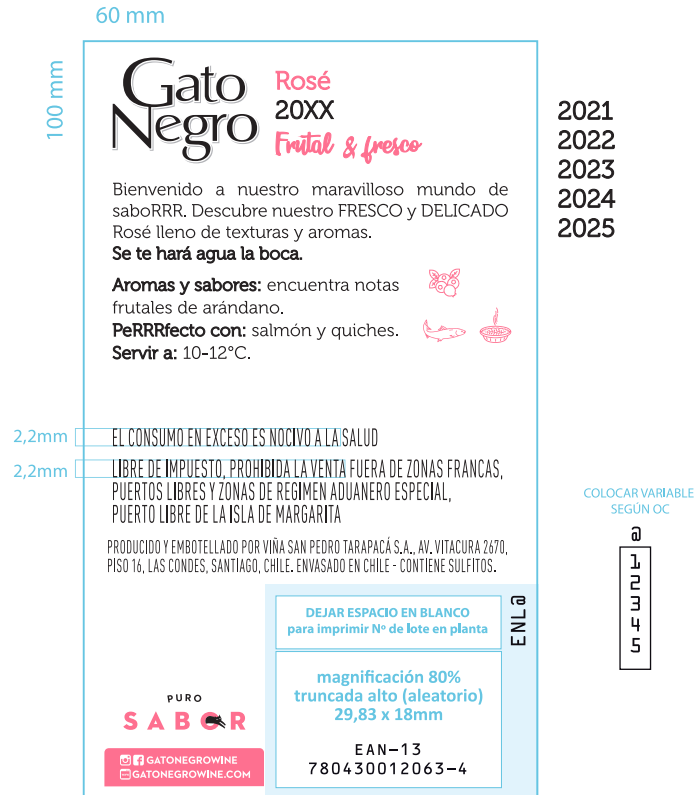 60 mm
100 mm
Gato
Negro
Rosé
20XX
Frutal & fresco
2021
2022
2023
2024
2025
Bienvenido a nuestro maravilloso mundo de
saboRRR. Descubre nuestro FRESCO y DELICADO
Rosé lleno de texturas y aromas.
Se te hará agua la boca.
Aromas y sabores: encuentra notas
frutales de arándano.
PeRRRfecto con: salmón y quiches.
Servir a: 10-12°C.
2,2mm
EL CONSUMO EN EXCESO ES NOCIVO A LA SALUD
2,2mm
LIBRE DE IMPUESTO, PROHIBIDA LA VENTA FUERA DE ZONAS FRANCAS,
PUERTOS LIBRES Y ZONAS DE REGIMEN ADUANERO ESPECIAL,
PUERTO LIBRE DE LA ISLA DE MARGARITA
PRODUCIDO Y EMBOTELLADO POR VIÑA SAN PEDRO TARAPACÁ S.A., AV. VITACURA 2670,
PISO 16, LAS CONDES, SANTIAGO, CHILE. ENVASADO EN CHILE - CONTIENE SULFITOS.
COLOCAR VARIABLE
SEGÚN OC
@
1
2
3
4
5
DEJAR ESPACIO EN BLANCO
para imprimir Nº de lote en planta
ENL@
magnificación 80%
truncada alto (aleatorio)
29,83 x 18mm
EAN-13
780430012063-4
PURO
SABOR
GATONEGROWINE
GATONEGROWINE.COM